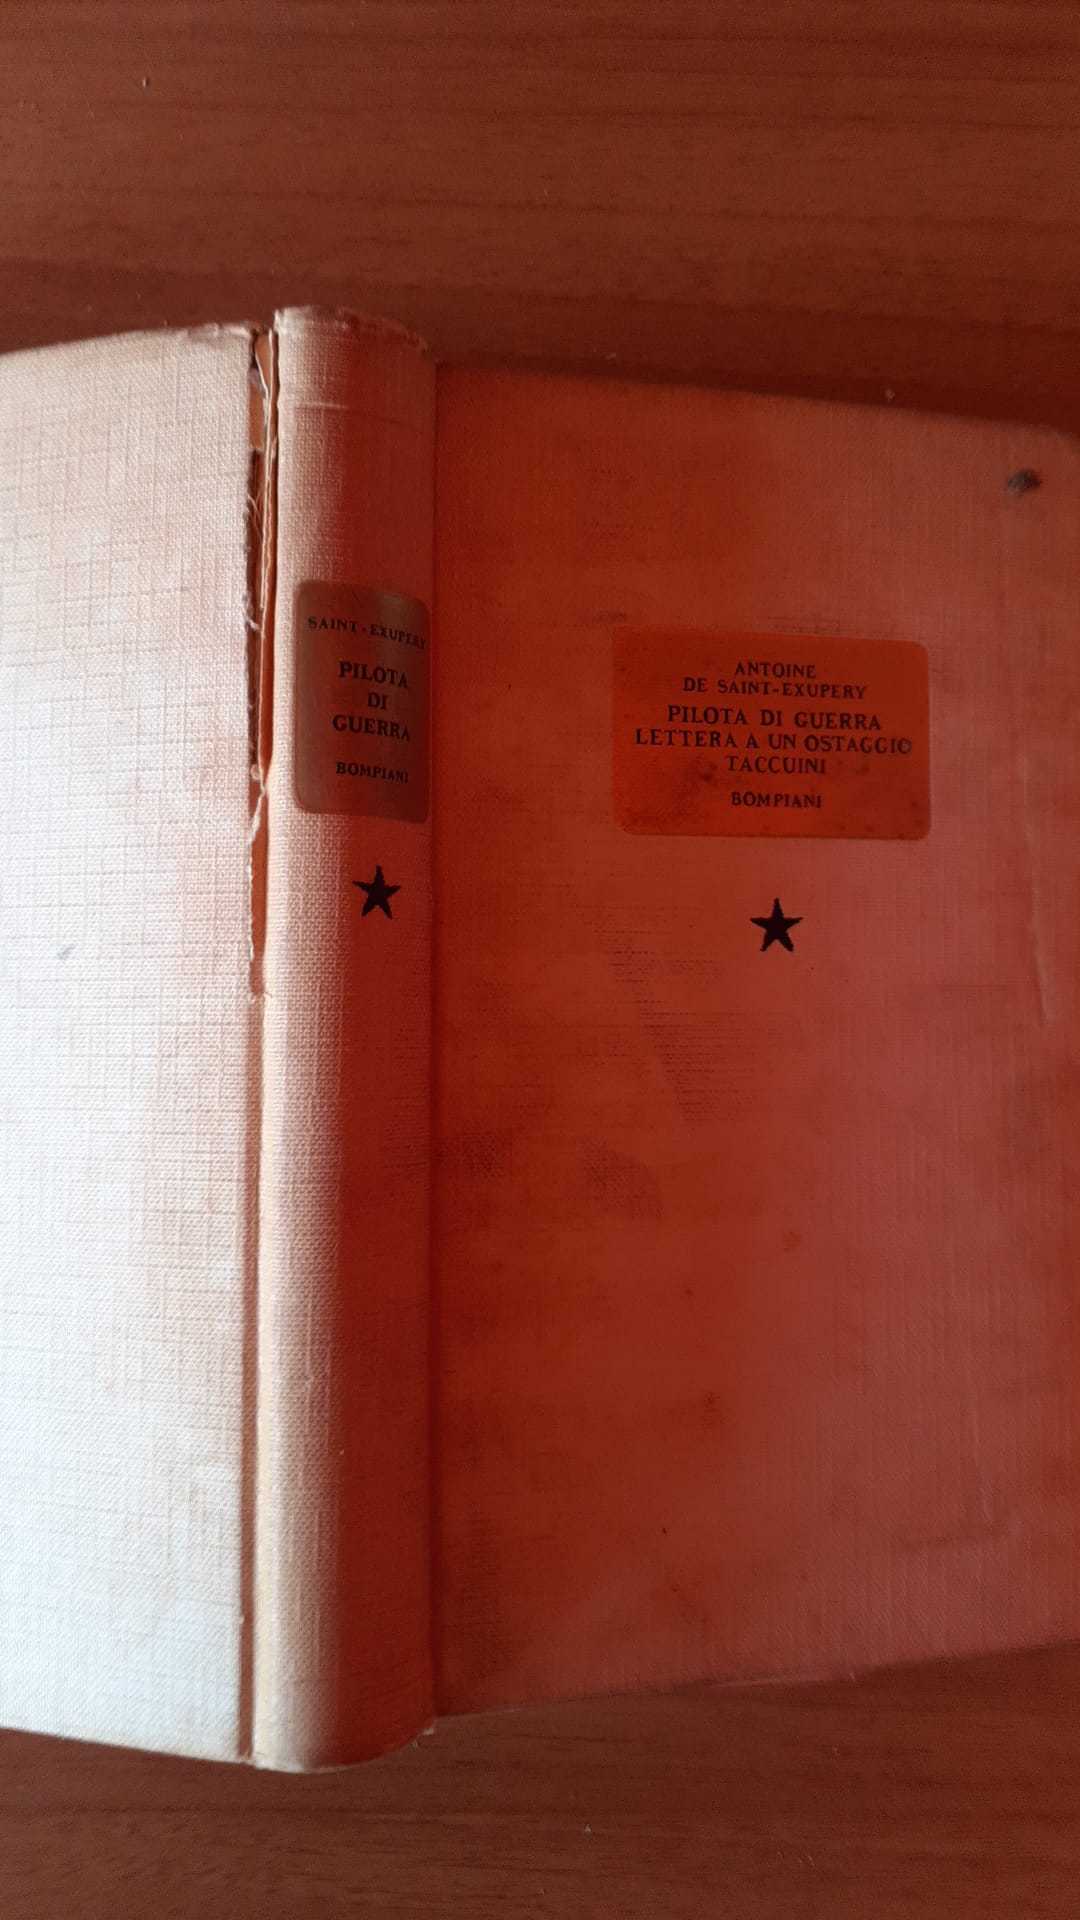 SAINT-EXUPERY
PILOTA
DI
GUERRA
BOMPIANI
ANTOINE
DE SAINT-EXUPERY
PILOTA DI GUERRA
LETTERA A UN OSTAGGIO
TACCUINI
BOMPIANI